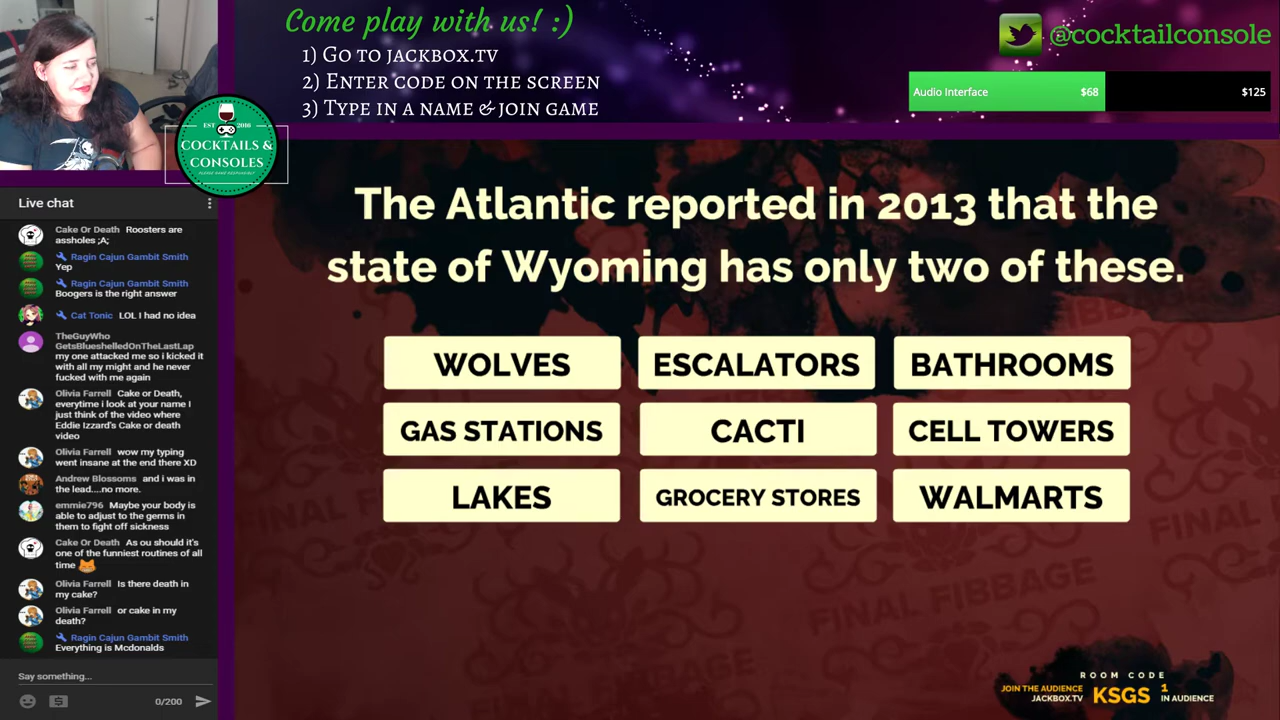 Come play with us! :)
1) Go to jackbox.tv
2) Enter code on the screen
3) Type in a name & join game
@cocktailconsole
Audio Interface $68 $125
EST 2016
COCKTAILS &
CONSOLES
PLEASE GAME RESPONSIBLY
Live chat
Cake Or Death Roosters are
assholes ;A;
Ragin Cajun Gambit Smith
Yep
Ragin Cajun Gambit Smith
Boogers is the right answer
Cat Tonic LOL I had no idea
TheGuyWho
GetsBlueshelledOnTheLastLap
my one attacked me so i kicked it
with all my might and he never
fucked with me again
Olivia Farrell Cake or Death,
everytime i look at your name I
just think of the video where
Eddie Izzard's Cake or death
video
Olivia Farrell wow my typing
went insane at the end there XD
Andrew Blossoms and i was in
the lead....no more.
emmie796 Maybe your body is
able to adjust to the germs in
them to fight off sickness
Cake Or Death As ou should it's
one of the funniest routines of all
time
Olivia Farrell Is there death in
my cake?
Olivia Farrell or cake in my
death?
Ragin Cajun Gambit Smith
Everything is Mcdonalds
Say something...
0/200
The Atlantic reported in 2013 that the
state of Wyoming has only two of these.
WOLVES ESCALATORS BATHROOMS
GAS STATIONS CACTI CELL TOWERS
LAKES GROCERY STORES WALMARTS
FINAL FIBBAGE
ROOM CODE
JOIN THE AUDIENCE
JACKBOX.TV
KSGS
1
IN AUDIENCE